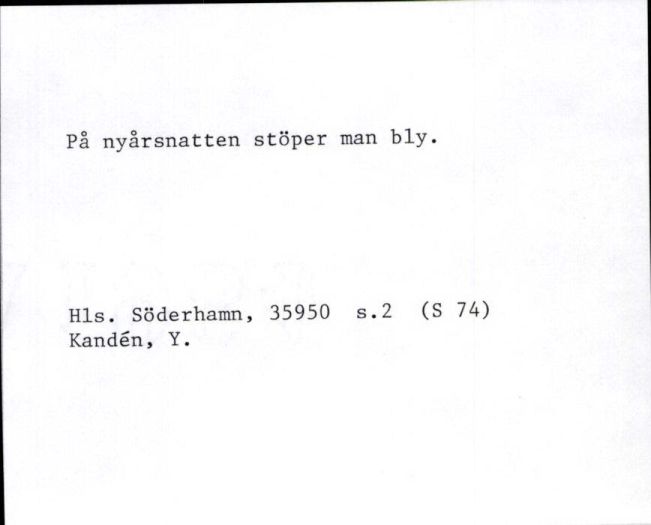 På nyårsnatten stöper man bly.
Hls. Söderhamn, 35950 s.2 (S 74)
Kandén, Y.